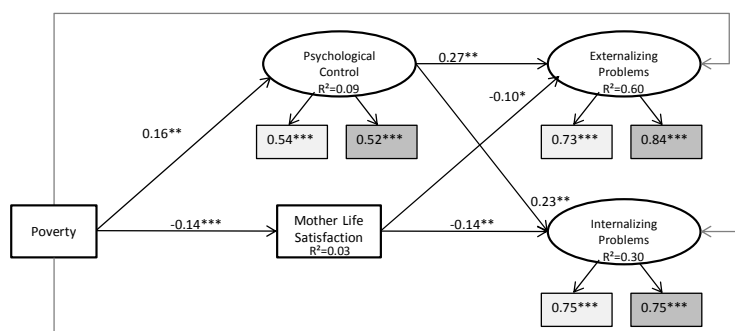 Psychological
Control
R²=0.09
0.27**
Externalizing
Problems
R²=0.60
-0.10*
0.16**
0.54***
0.52***
0.73***
0.84***
Poverty
-0.14***
Mother Life
Satisfaction
R²=0.03
0.23**
-0.14**
Internalizing
Problems
R²=0.30
0.75***
0.75***